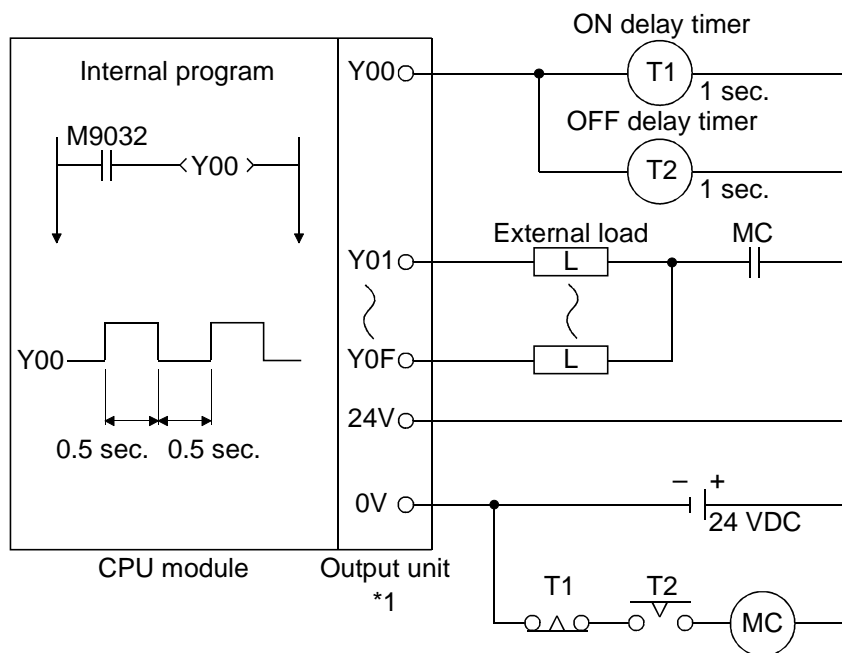 ON delay timer
Internal program
Y00
T1
1 sec.
M9032
OFF delay timer
Y00
T2
1 sec.
External load
MC
Y01
L
Y00
Y0F
L
24V
0.5 sec.
0.5 sec.
0V
– +
24 VDC
CPU module
Output unit
*1
T1
T2
MC